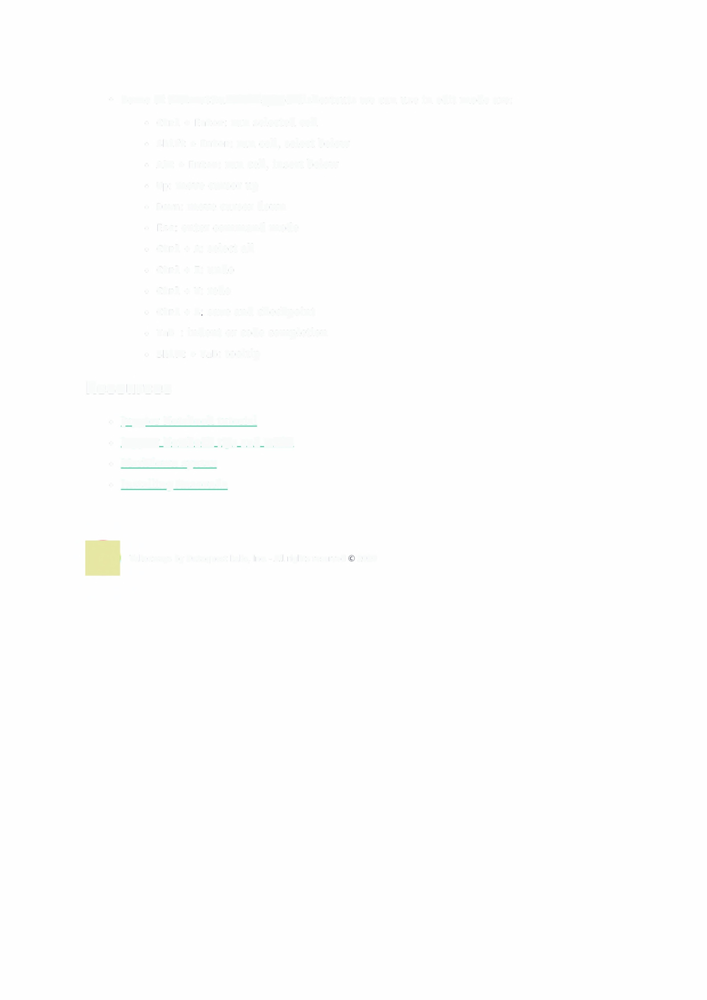 Some of Jupyter shortcuts we can use in edit mode are:
Ctrl + Enter: run selected cell
Shift + Enter: run cell, select below
Alt + Enter: run cell, insert below
Up: move cursor up
Down: move cursor down
Esc: enter command mode
Ctrl + A: select all
Ctrl + Z: undo
Ctrl + Y: redo
Ctrl + S: save and checkpoint
Tab : indent or code completion
Shift + Tab: tooltip
Resources
Jupyter Notebook tutorial
Jupyter Notebook tips and tricks
Markdown syntax
Installing Anaconda
by Labs, Inc. - All rights reserved ©